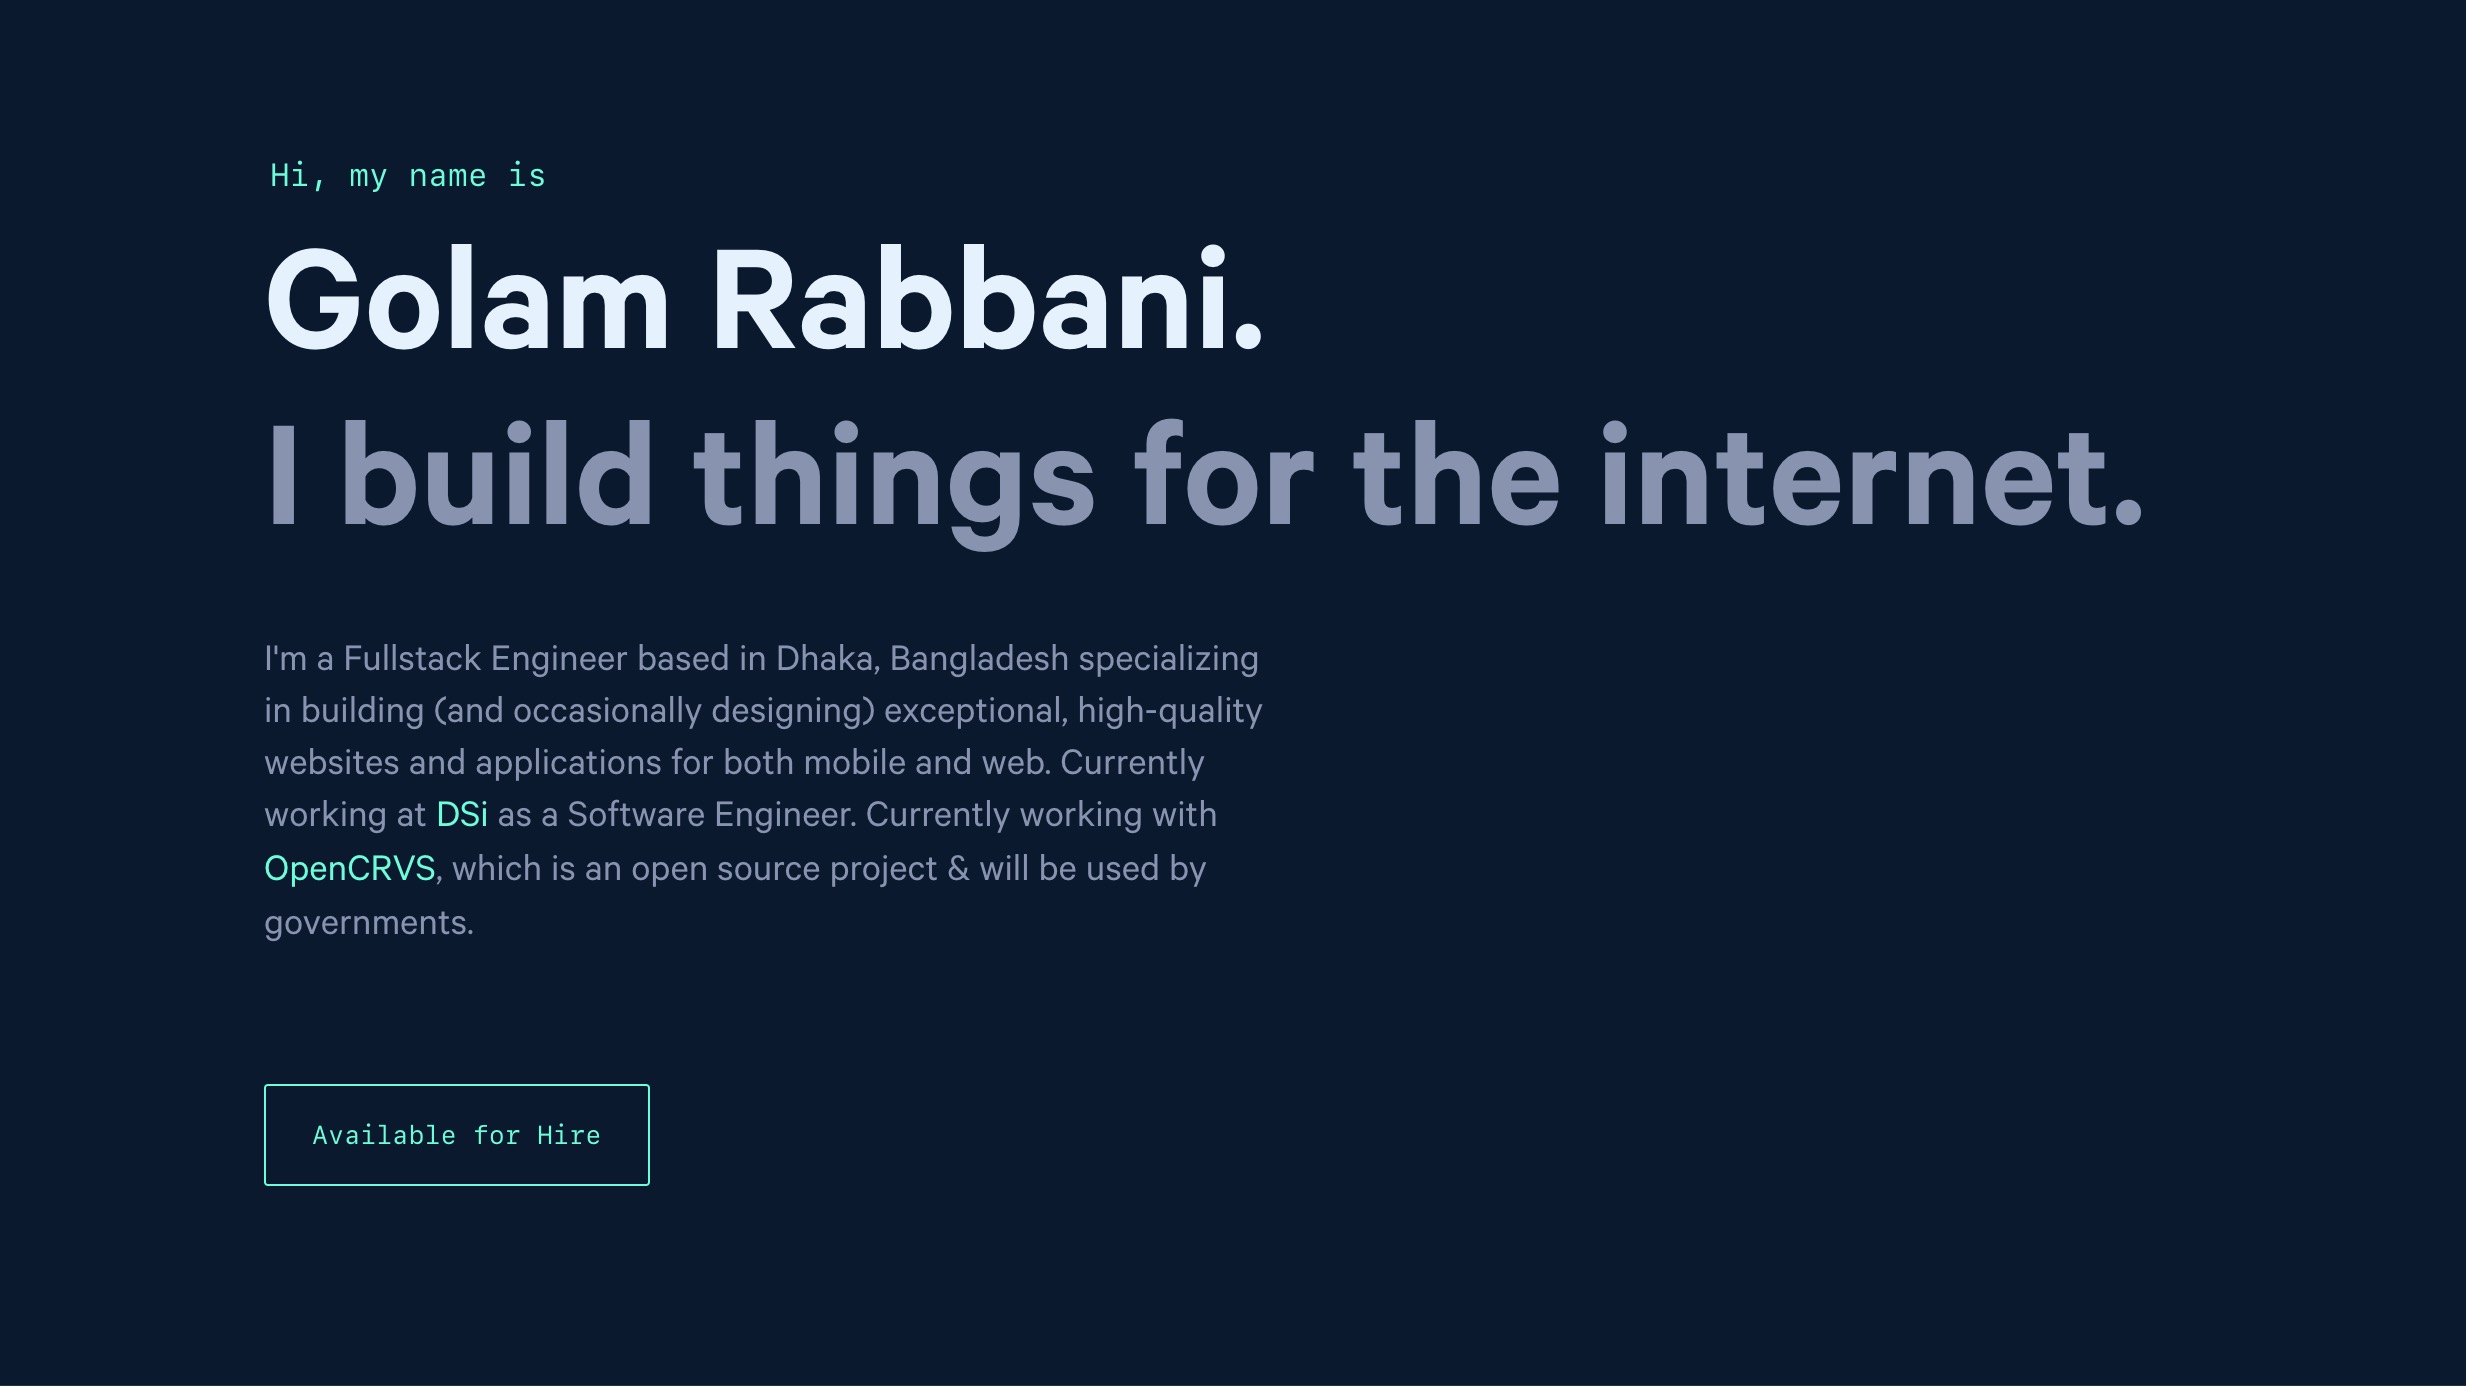 Hi, my name is
Golam Rabbani.
I build things for the internet.
I'm a Fullstack Engineer based in Dhaka, Bangladesh specializing
in building (and occasionally designing) exceptional, high-quality
websites and applications for both mobile and web. Currently
working at DSi as a Software Engineer. Currently working with
OpenCRVS, which is an open source project & will be used by
governments.
Available for Hire